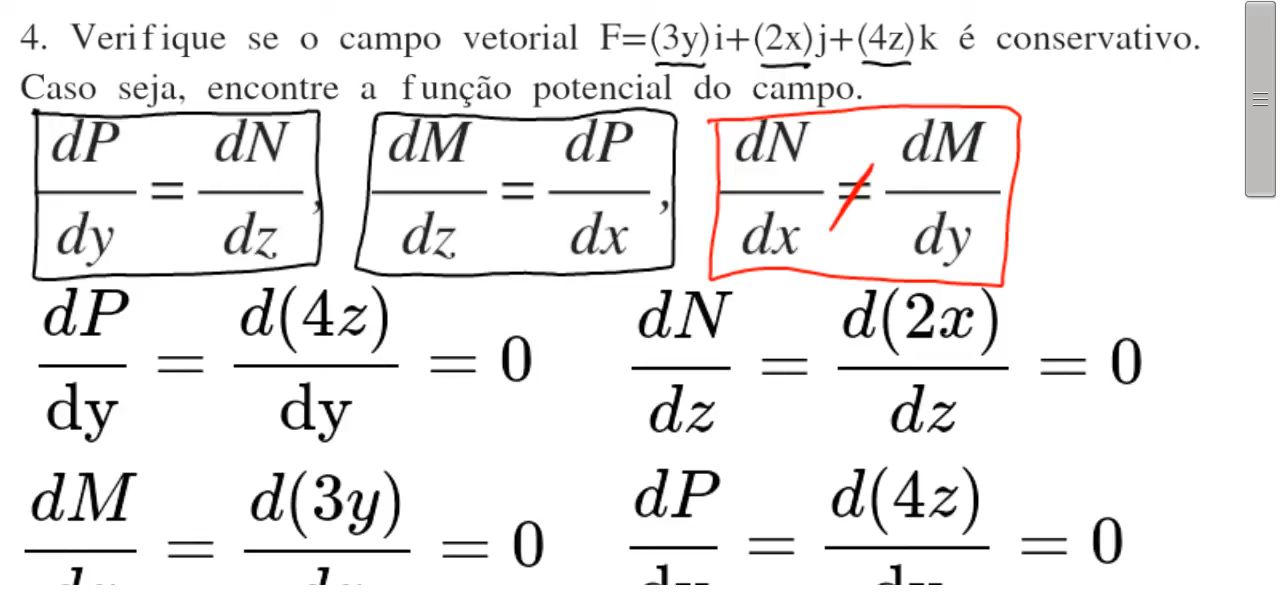 4. Verifique se o campo vetorial F=(3y)i+(2x)j+(4z)k é conservativo.
Caso seja, encontre a função potencial do campo.
dP/dy = dN/dz, dM/dz = dP/dx, dN/dx ≠ dM/dy
dP/dy = d(4z)/dy = 0 dN/dz = d(2x)/dz = 0
dM = d(3y) = 0 dP = d(4z) = 0